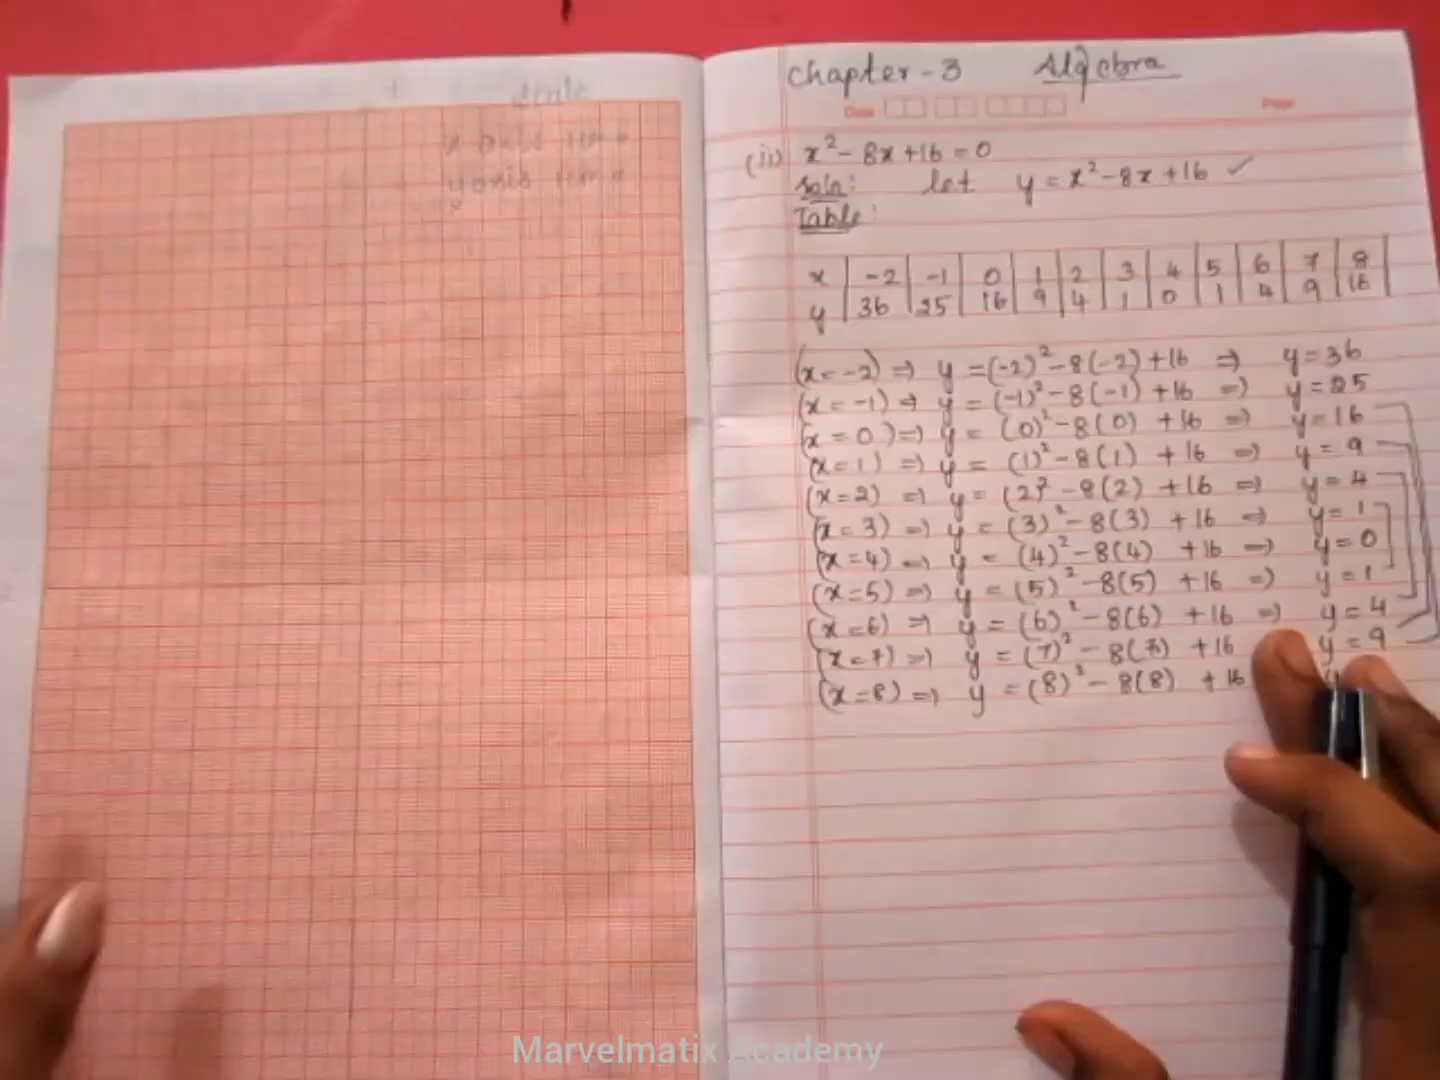 scale
Chapter - 3 Algebra
Date Page
(ii) x² - 8x + 16 = 0
Soln: let y = x² - 8x + 16 ✓
Table:
x | -2 | -1 | 0 | 1 | 2 | 3 | 4 | 5 | 6 | 7 | 8
y | 36 | 25 | 16 | 9 | 4 | 1 | 0 | 1 | 4 | 9 | 16
(x = -2) ⇒ y = (-2)² - 8(-2) + 16 ⇒ y = 36
(x = -1) ⇒ y = (-1)² - 8(-1) + 16 ⇒ y = 25
(x = 0) ⇒ y = (0)² - 8(0) + 16 ⇒ y = 16
(x = 1) ⇒ y = (1)² - 8(1) + 16 ⇒ y = 9
(x = 2) ⇒ y = (2)² - 8(2) + 16 ⇒ y = 4
(x = 3) ⇒ y = (3)² - 8(3) + 16 ⇒ y = 1
(x = 4) ⇒ y = (4)² - 8(4) + 16 ⇒ y = 0
(x = 5) ⇒ y = (5)² - 8(5) + 16 ⇒ y = 1
(x = 6) ⇒ y = (6)² - 8(6) + 16 ⇒ y = 4
(x = 7) ⇒ y = (7)² - 8(7) + 16 y = 9
(x = 8) ⇒ y = (8)² - 8(8) + 16
Marvelmatix Academy